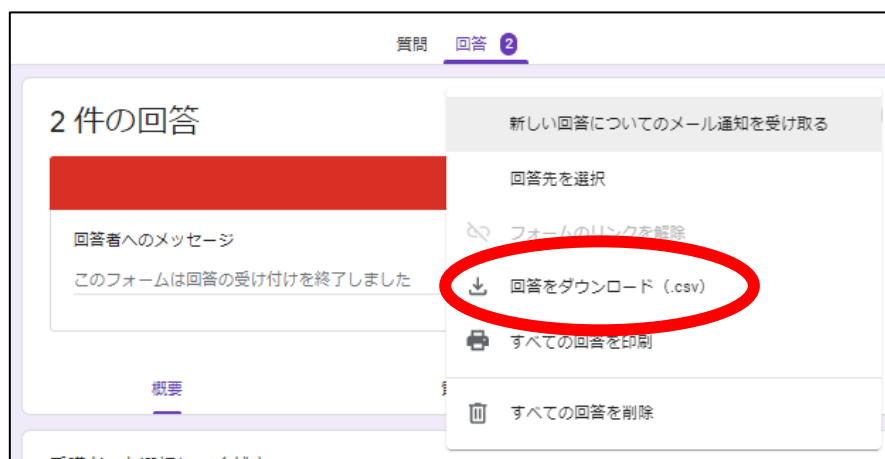 質問 回答 2
2 件の回答
回答者へのメッセージ
このフォームは回答の受け付けを終了しました
概要
新しい回答についてのメール通知を受け取る
回答先を選択
フォームのリンクを解除
回答をダウンロード（.csv）
すべての回答を印刷
すべての回答を削除